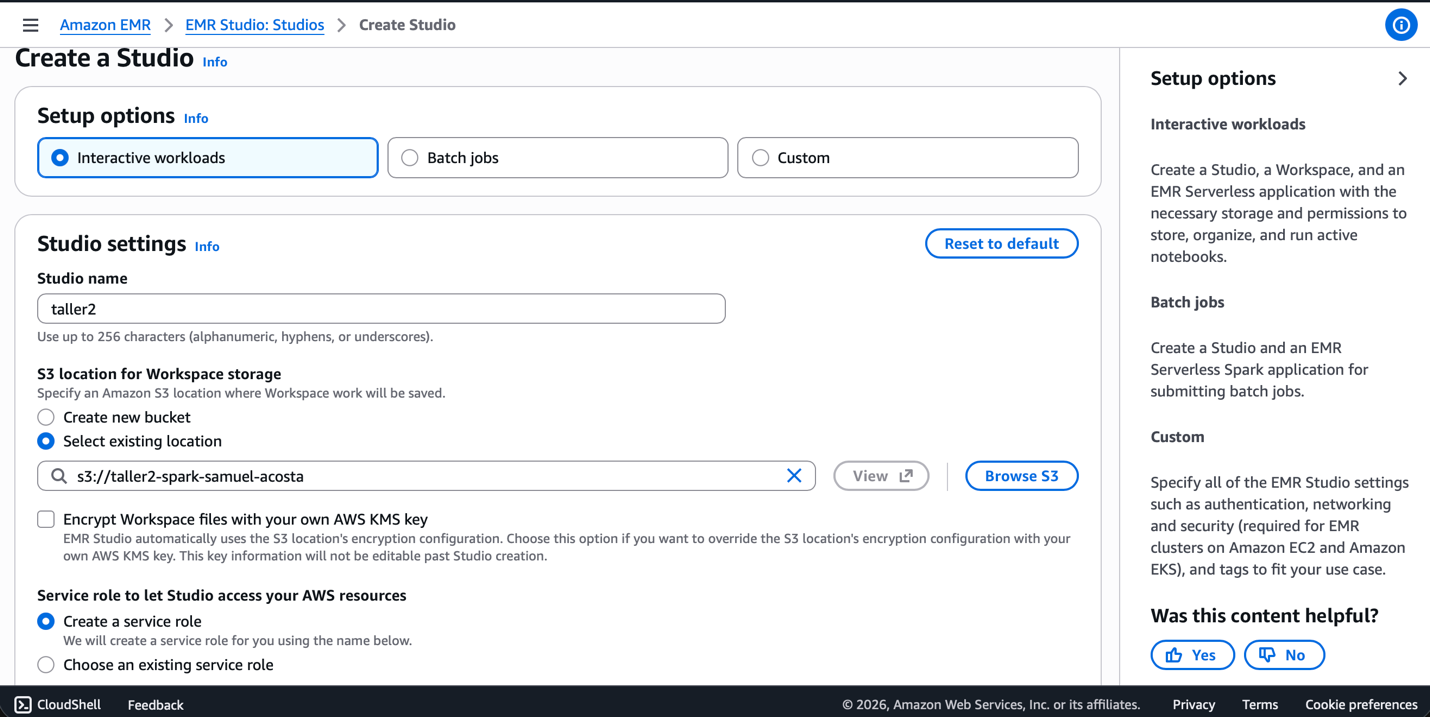 Amazon EMR > EMR Studio: Studios > Create Studio
Create a Studio Info
Setup options Info
Interactive workloads
Batch jobs
Custom
Studio settings Info
Reset to default
Studio name
taller2
Use up to 256 characters (alphanumeric, hyphens, or underscores).
S3 location for Workspace storage
Specify an Amazon S3 location where Workspace work will be saved.
Create new bucket
Select existing location
s3://taller2-spark-samuel-acosta
View
Browse S3
Encrypt Workspace files with your own AWS KMS key
EMR Studio automatically uses the S3 location's encryption configuration. Choose this option if you want to override the S3 location's encryption configuration with your
own AWS KMS key. This key information will not be editable past Studio creation.
Service role to let Studio access your AWS resources
Create a service role
We will create a service role for you using the name below.
Choose an existing service role
Setup options
Interactive workloads
Create a Studio, a Workspace, and an
EMR Serverless application with the
necessary storage and permissions to
store, organize, and run active
notebooks.
Batch jobs
Create a Studio and an EMR
Serverless Spark application for
submitting batch jobs.
Custom
Specify all of the EMR Studio settings
such as authentication, networking
and security (required for EMR
clusters on Amazon EC2 and Amazon
EKS), and tags to fit your use case.
Was this content helpful?
Yes
No
CloudShell
Feedback
© 2026, Amazon Web Services, Inc. or its affiliates.
Privacy
Terms
Cookie preferences